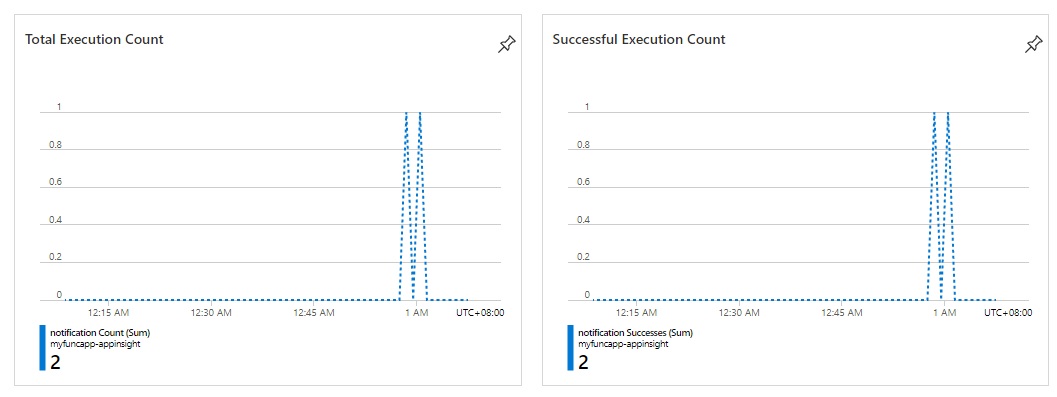 Total Execution Count
1
0.8
0.6
0.4
0.2
0
12:15 AM 12:30 AM 12:45 AM 1 AM UTC+08:00
notification Count (Sum)
myfuncapp-appinsight
2
Successful Execution Count
1
0.8
0.6
0.4
0.2
0
12:15 AM 12:30 AM 12:45 AM 1 AM UTC+08:00
notification Successes (Sum)
myfuncapp-appinsight
2